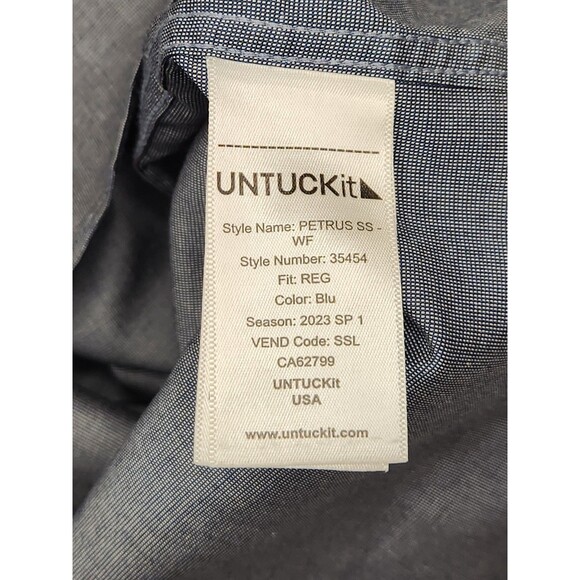 UNTUCKit
Style Name: PETRUS SS -
WF
Style Number: 35454
Fit: REG
Color: Blu
Season: 2023 SP 1
VEND Code: SSL
CA62799
UNTUCKit
USA
www.untuckit.com